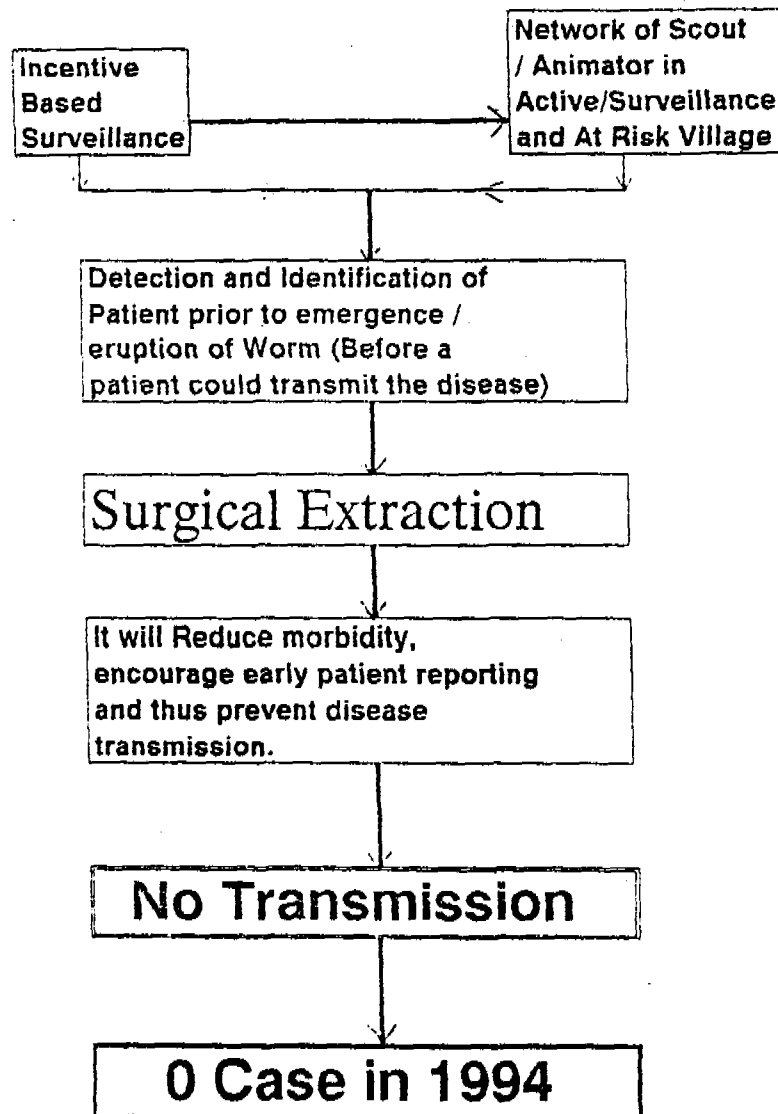 Incentive
Based
Surveillance
Network of Scout
/ Animator in
Active/Surveillance
and At Risk Village
Detection and Identification of
Patient prior to emergence /
eruption of Worm (Before a
patient could transmit the disease)
Surgical Extraction
It will Reduce morbidity,
encourage early patient reporting
and thus prevent disease
transmission.
No Transmission
0 Case in 1994